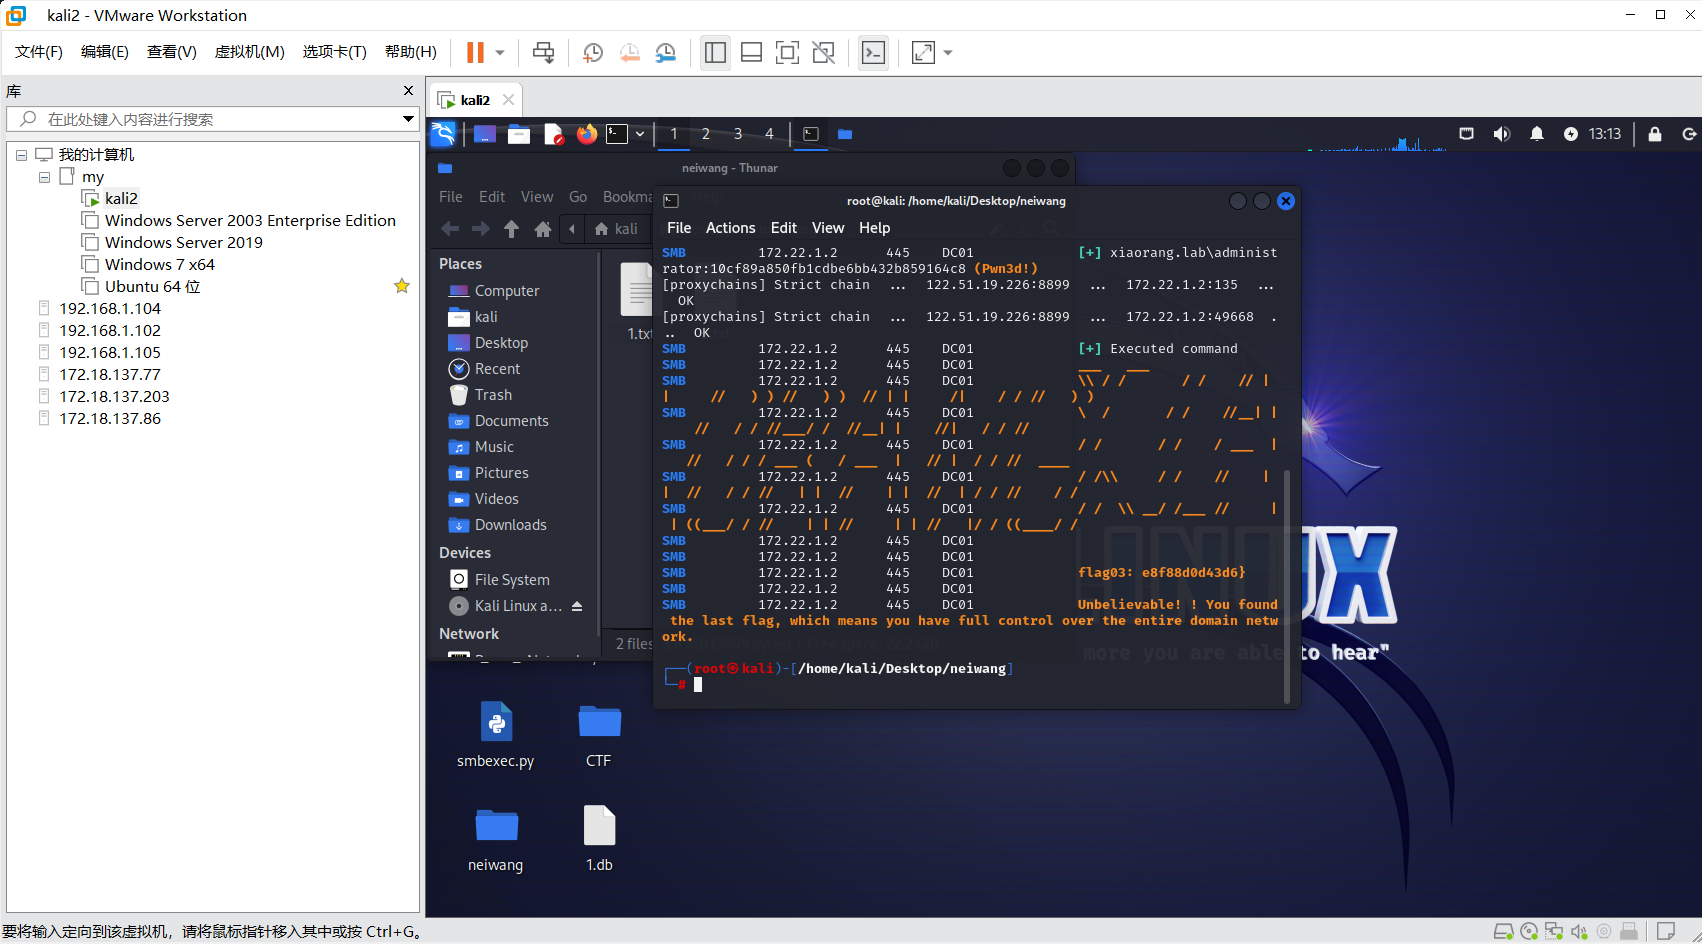 kali2 - VMware Workstation
文件(F) 编辑(E) 查看(V) 虚拟机(M) 选项卡(T) 帮助(H)
库
在此处键入内容进行搜索
我的计算机
my
kali2
Windows Server 2003 Enterprise Edition
Windows Server 2019
Windows 7 x64
Ubuntu 64 位
192.168.1.104
192.168.1.102
192.168.1.105
172.18.137.77
172.18.137.203
172.18.137.86
kali2
1 2 3 4
13:13
neiwang - Thunar
File Edit View Go Bookma
kali
Places
Computer
kali
Desktop
Recent
Trash
Documents
Music
Pictures
Videos
Downloads
Devices
File System
Kali Linux a...
Network
1.txt
2 files
root@kali: /home/kali/Desktop/neiwang
File Actions Edit View Help
SMB 172.22.1.2 445 DC01 [+] xiaorang.lab\administ
rator:10cf89a850fb1cdbe6bb432b859164c8 (Pwn3d!)
[proxychains] Strict chain ... 122.51.19.226:8899 ... 172.22.1.2:135 ...
OK
[proxychains] Strict chain ... 122.51.19.226:8899 ... 172.22.1.2:49668 .
.. OK
SMB 172.22.1.2 445 DC01 [+] Executed command
SMB 172.22.1.2 445 DC01
SMB 172.22.1.2 445 DC01
SMB 172.22.1.2 445 DC01
SMB 172.22.1.2 445 DC01
SMB 172.22.1.2 445 DC01
SMB 172.22.1.2 445 DC01
SMB 172.22.1.2 445 DC01
SMB 172.22.1.2 445 DC01
SMB 172.22.1.2 445 DC01 flag03: e8f88d0d43d6}
SMB 172.22.1.2 445 DC01
SMB 172.22.1.2 445 DC01 Unbelievable! ! You found
the last flag, which means you have full control over the entire domain netw
ork.
(root㉿kali)-[/home/kali/Desktop/neiwang]
#
LINUX
more you are able to hear"
smbexec.py
CTF
neiwang
1.db
要将输入定向到该虚拟机，请将鼠标指针移入其中或按 Ctrl+G。